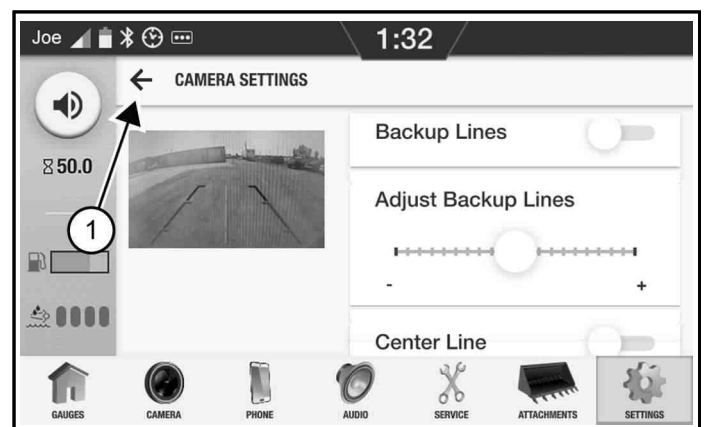 Joe 1:32
CAMERA SETTINGS
Backup Lines
50.0
Adjust Backup Lines
1
- +
Center Line
GAUGES CAMERA PHONE AUDIO SERVICE ATTACHMENTS SETTINGS